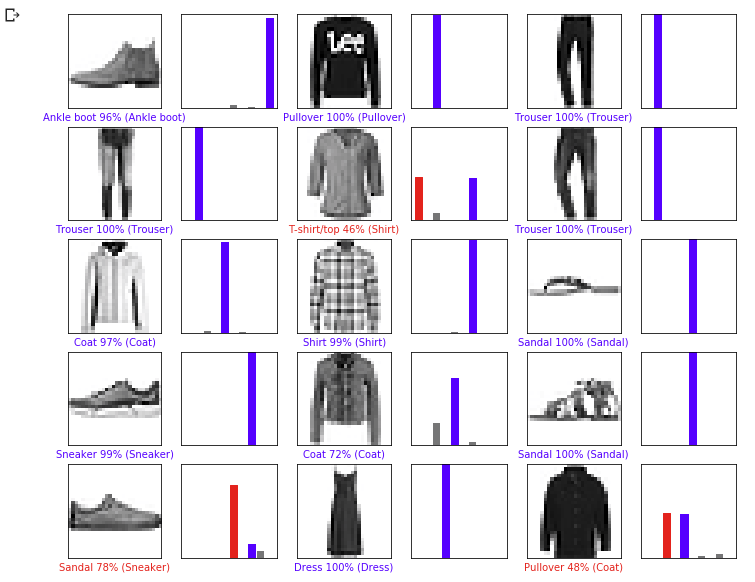 Lee
Ankle boot 96% (Ankle boot)
Pullover 100% (Pullover)
Trouser 100% (Trouser)
Trouser 100% (Trouser)
T-shirt/top 46% (Shirt)
Trouser 100% (Trouser)
Coat 97% (Coat)
Shirt 99% (Shirt)
Sandal 100% (Sandal)
Sneaker 99% (Sneaker)
Coat 72% (Coat)
Sandal 100% (Sandal)
Sandal 78% (Sneaker)
Dress 100% (Dress)
Pullover 48% (Coat)